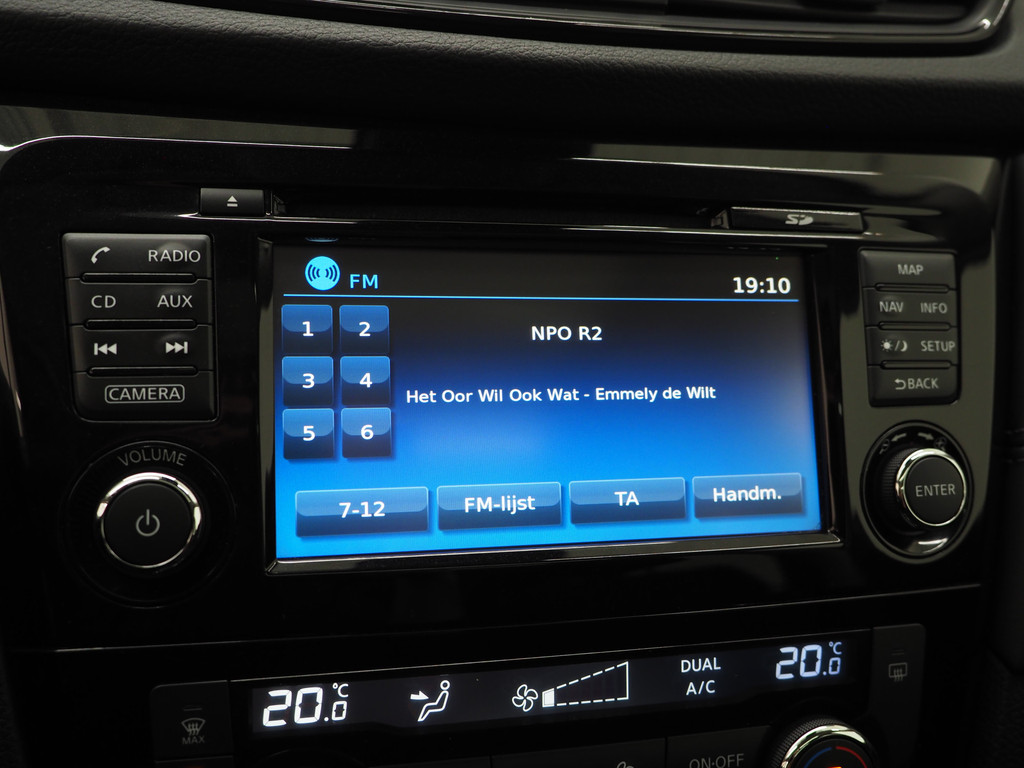 SD
RADIO
CD AUX
CAMERA
VOLUME
FM
19:10
1 2
3 4
5 6
NPO R2
Het Oor Wil Ook Wat - Emmely de Wilt
7-12 FM-lijst TA Handm.
MAP
NAV INFO
SETUP
BACK
ENTER
20.0°C
DUAL
A/C
20.0°C
MAX
ON·OFF